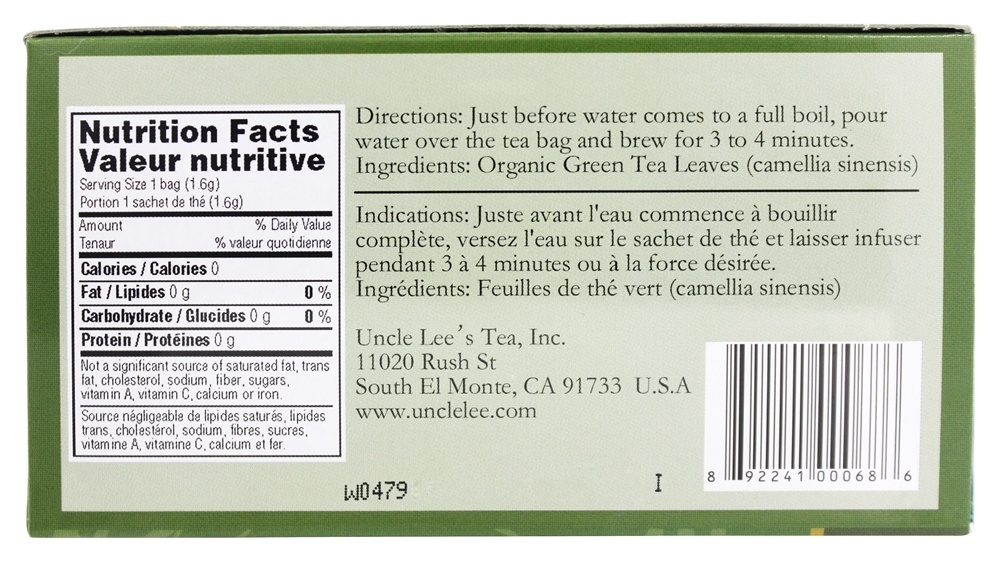 Nutrition Facts
Valeur nutritive
Serving Size 1 bag (1.6g)
Portion 1 sachet de thé (1.6g)
Amount % Daily Value
Tenaur % valeur quotidienne
Calories / Calories 0
Fat / Lipides 0 g 0 %
Carbohydrate / Glucides 0 g 0 %
Protein / Protéines 0 g
Not a significant source of saturated fat, trans
fat, cholesterol, sodium, fiber, sugars,
vitamin A, vitamin C, calcium or iron.
Source négligeable de lipides saturés, lipides
trans, cholestérol, sodium, fibres, sucres,
vitamine A, vitamine C, calcium et fer.
Directions: Just before water comes to a full boil, pour
water over the tea bag and brew for 3 to 4 minutes.
Ingredients: Organic Green Tea Leaves (camellia sinensis)
Indications: Juste avant l'eau commence à bouillir
complète, versez l'eau sur le sachet de thé et laisser infuser
pendant 3 à 4 minutes ou à la force désirée.
Ingrédients: Feuilles de thé vert (camellia sinensis)
Uncle Lee's Tea, Inc.
11020 Rush St
South El Monte, CA 91733 U.S.A
www.unclelee.com
8 92241 00068 6
W0479
I